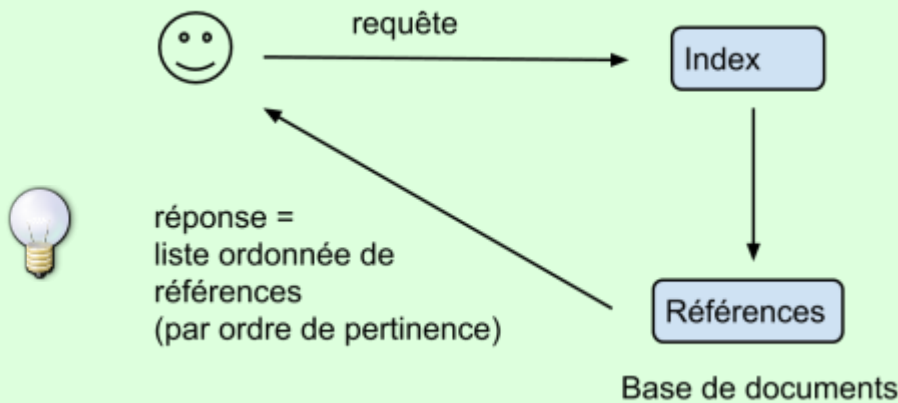 requête
Index
réponse =
liste ordonnée de
références
(par ordre de pertinence)
Références
Base de documents